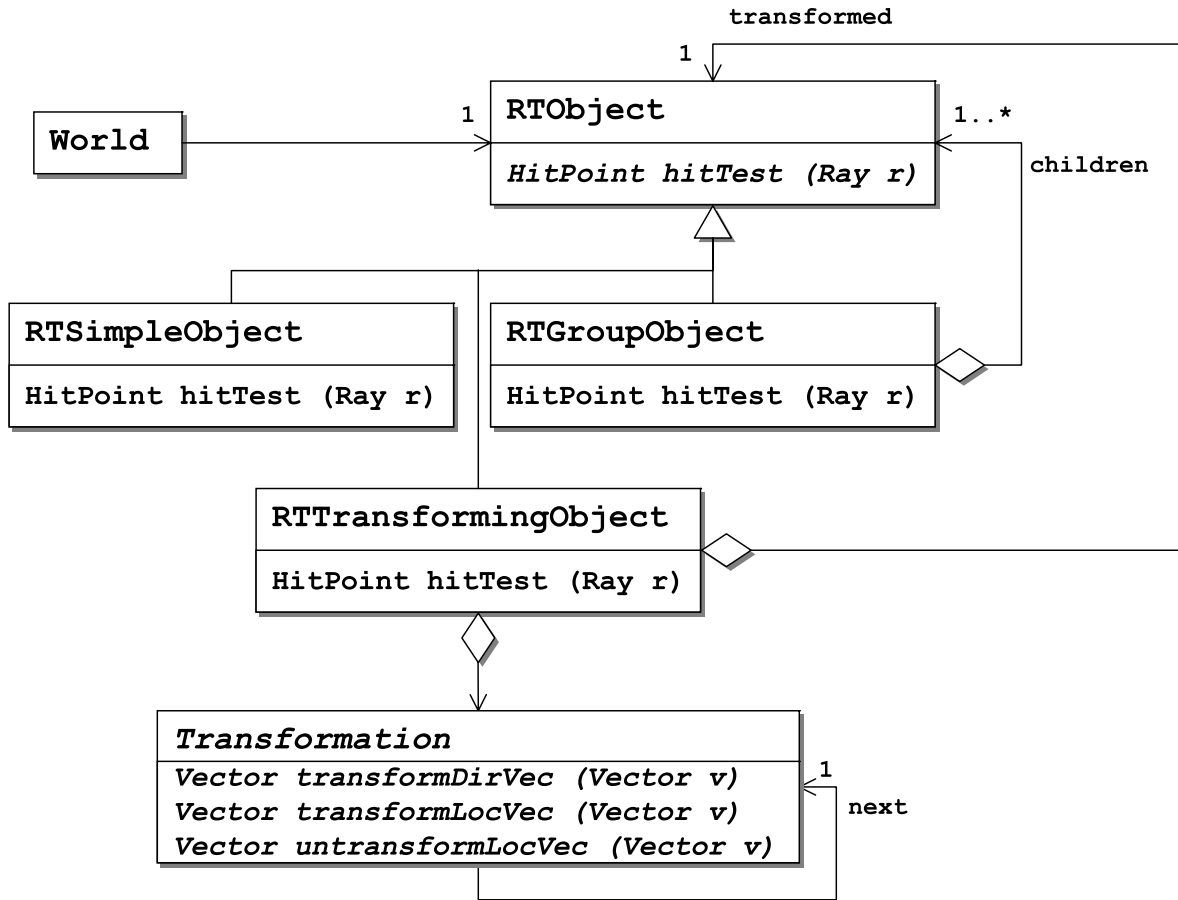 transformed
1
RTObject
1
1..*
World
HitPoint hitTest (Ray r)
children
RTSimpleObject
RTGroupObject
HitPoint hitTest (Ray r)
HitPoint hitTest (Ray r)
RTTransformingObject
HitPoint hitTest (Ray r)
Transformation
1
Vector transformDirVec (Vector v)
next
Vector transformLocVec (Vector v)
Vector untransformLocVec (Vector v)